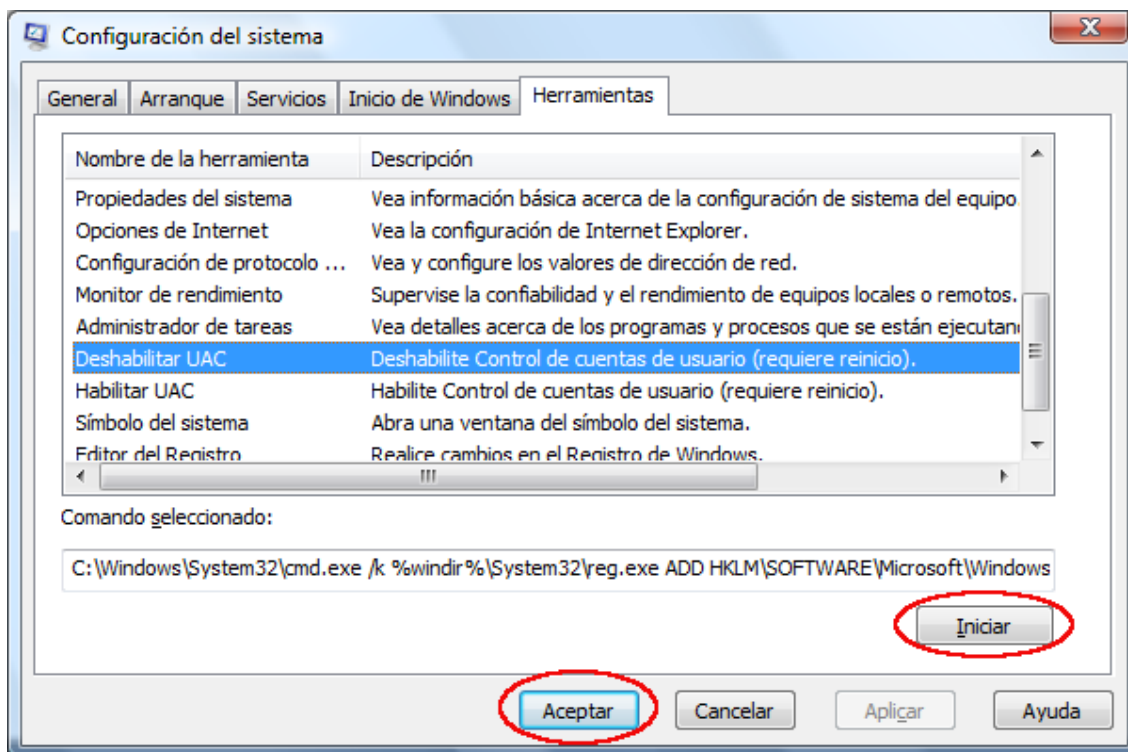 Configuración del sistema
General Arranque Servicios Inicio de Windows Herramientas
Nombre de la herramienta Descripción
Propiedades del sistema Vea información básica acerca de la configuración de sistema del equipo.
Opciones de Internet Vea la configuración de Internet Explorer.
Configuración de protocolo ... Vea y configure los valores de dirección de red.
Monitor de rendimiento Supervise la confiabilidad y el rendimiento de equipos locales o remotos.
Administrador de tareas Vea detalles acerca de los programas y procesos que se están
Deshabilitar UAC Deshabilite Control de cuentas de usuario (requiere reinicio).
Habilitar UAC Habilite Control de cuentas de usuario (requiere reinicio).
Símbolo del sistema Abra una ventana del símbolo del sistema.
Editor del Registro Realice cambios en el Registro de Windows.
Comando seleccionado:
C:\Windows\System32\cmd.exe /k %windir%\System32\reg.exe ADD HKLM\SOFTWARE\Microsoft\Windows
Iniciar
Aceptar Cancelar Aplicar Ayuda